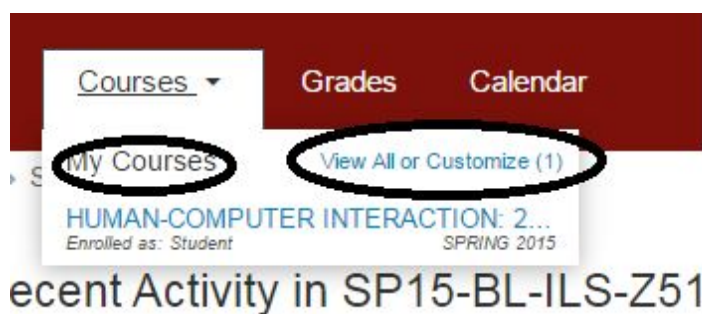 Courses Grades Calendar
My Courses View All or Customize (1)
S
HUMAN-COMPUTER INTERACTION: 2...
Enrolled as: Student SPRING 2015
ecent Activity in SP15-BL-ILS-Z51